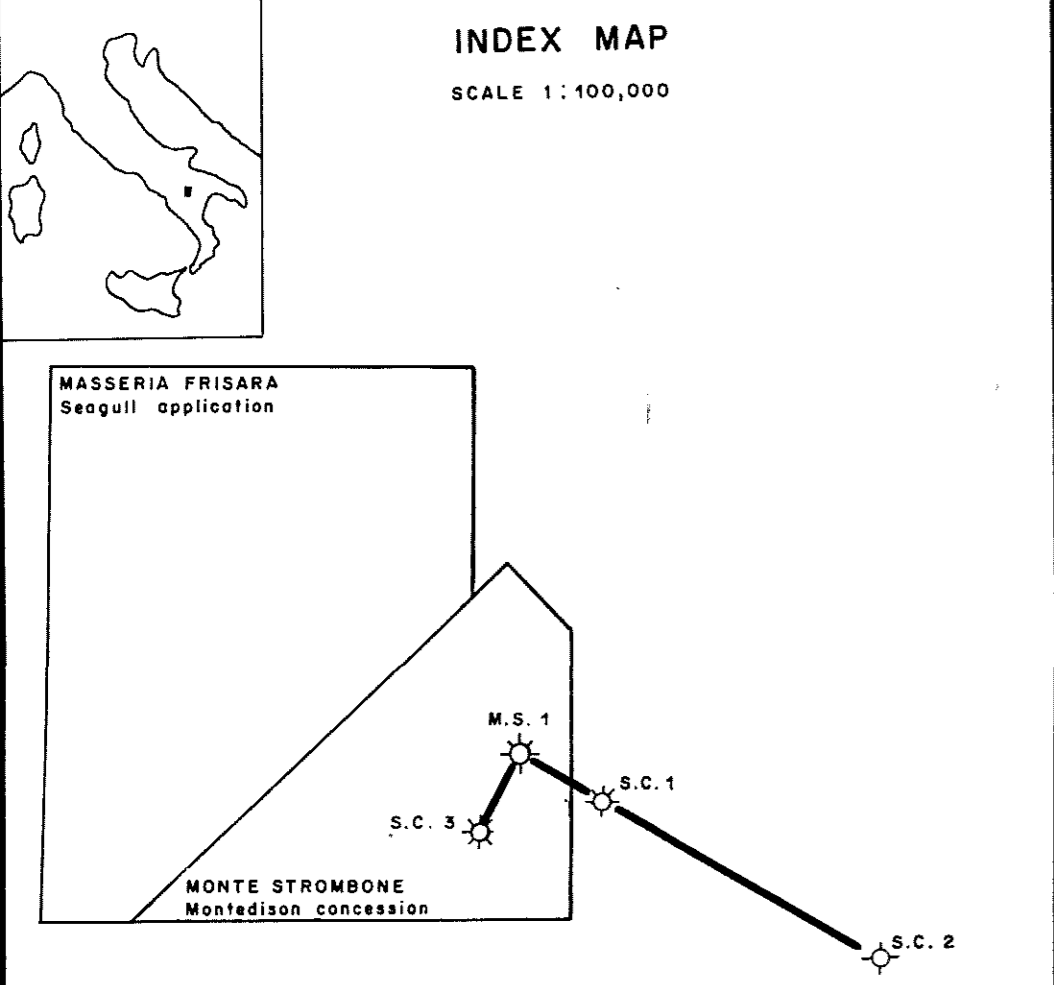 INDEX MAP
SCALE 1:100,000
MASSERIA FRISARA
Seagull application
M.S. 1
S.C. 1
S.C. 3
MONTE STROMBONE
Montedison concession
S.C. 2